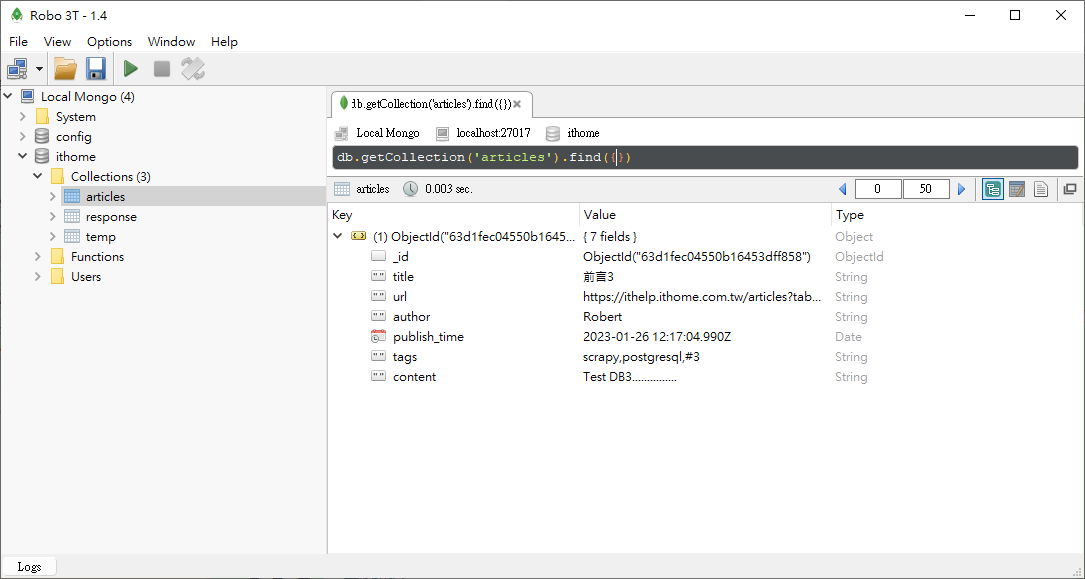 Robo 3T - 1.4
File View Options Window Help
Local Mongo (4)
System
config
ithome
Collections (3)
articles
response
temp
Functions
Users
db.getCollection('articles').find({})
Local Mongo localhost:27017 ithome
db.getCollection('articles').find({})
articles 0.003 sec. 0 50
Key Value Type
(1) ObjectId("63d1fec04550b1645... { 7 fields } Object
_id ObjectId("63d1fec04550b16453dff858") ObjectId
title 前言3 String
url https://ithelp.ithome.com.tw/articles?tab... String
author Robert String
publish_time 2023-01-26 12:17:04.990Z Date
tags scrapy,postgresql,#3 String
content Test DB3............... String
Logs